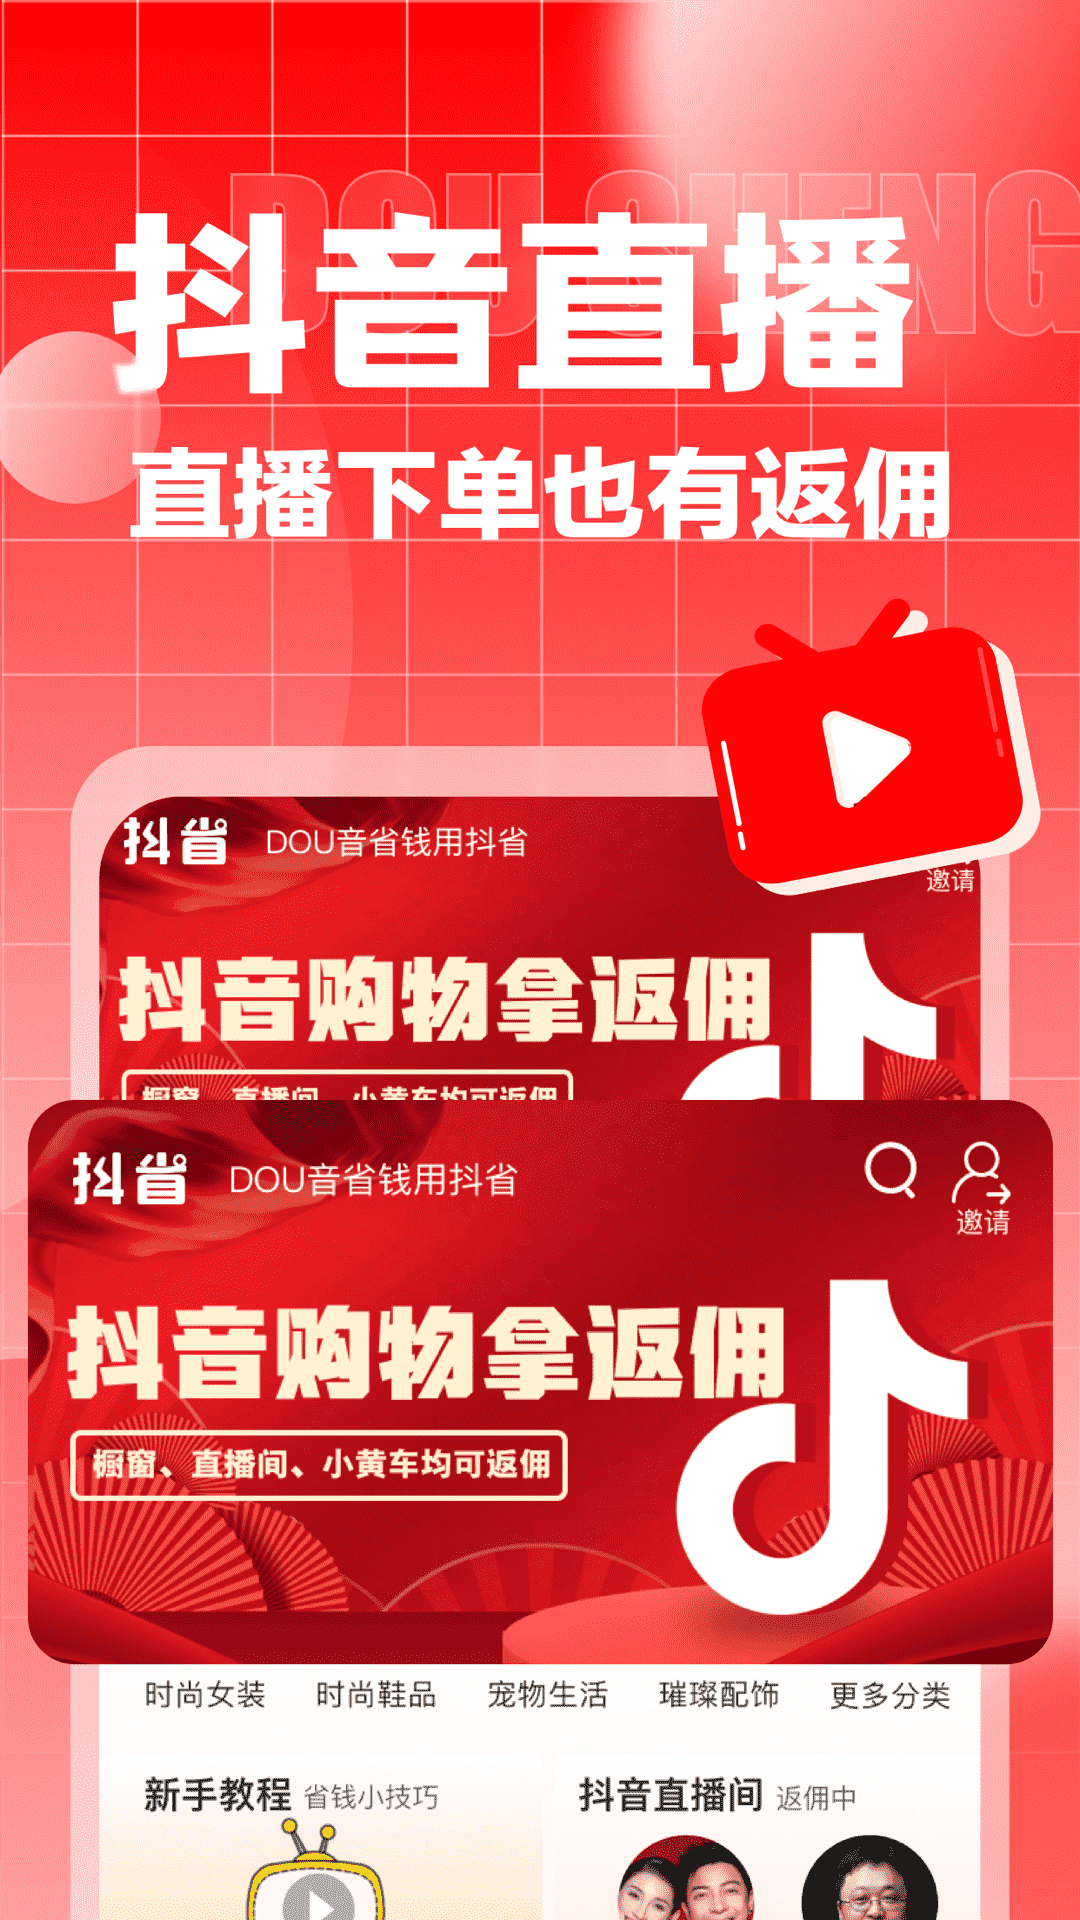 DOU SHENG
抖音直播
直播下单也有返佣
抖省 DOU音省钱用抖省
邀请
抖音购物拿返佣
橱窗、直播间、小黄车均可返佣
抖省 DOU音省钱用抖省
邀请
抖音购物拿返佣
橱窗、直播间、小黄车均可返佣
时尚女装 时尚鞋品 宠物生活 璀璨配饰 更多分类
新手教程 省钱小技巧 抖音直播间 返佣中